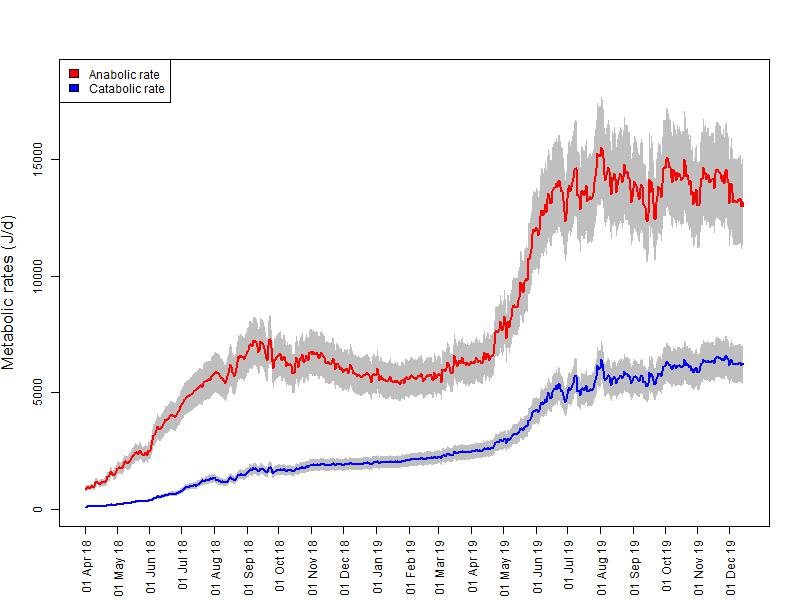 Anabolic rate
Catabolic rate
Metabolic rates (J/d)
15000
10000
5000
0
01 Apr 18
01 May 18
01 Jun 18
01 Jul 18
01 Aug 18
01 Sep 18
01 Oct 18
01 Nov 18
01 Dec 18
01 Jan 19
01 Feb 19
01 Mar 19
01 Apr 19
01 May 19
01 Jun 19
01 Jul 19
01 Aug 19
01 Sep 19
01 Oct 19
01 Nov 19
01 Dec 19